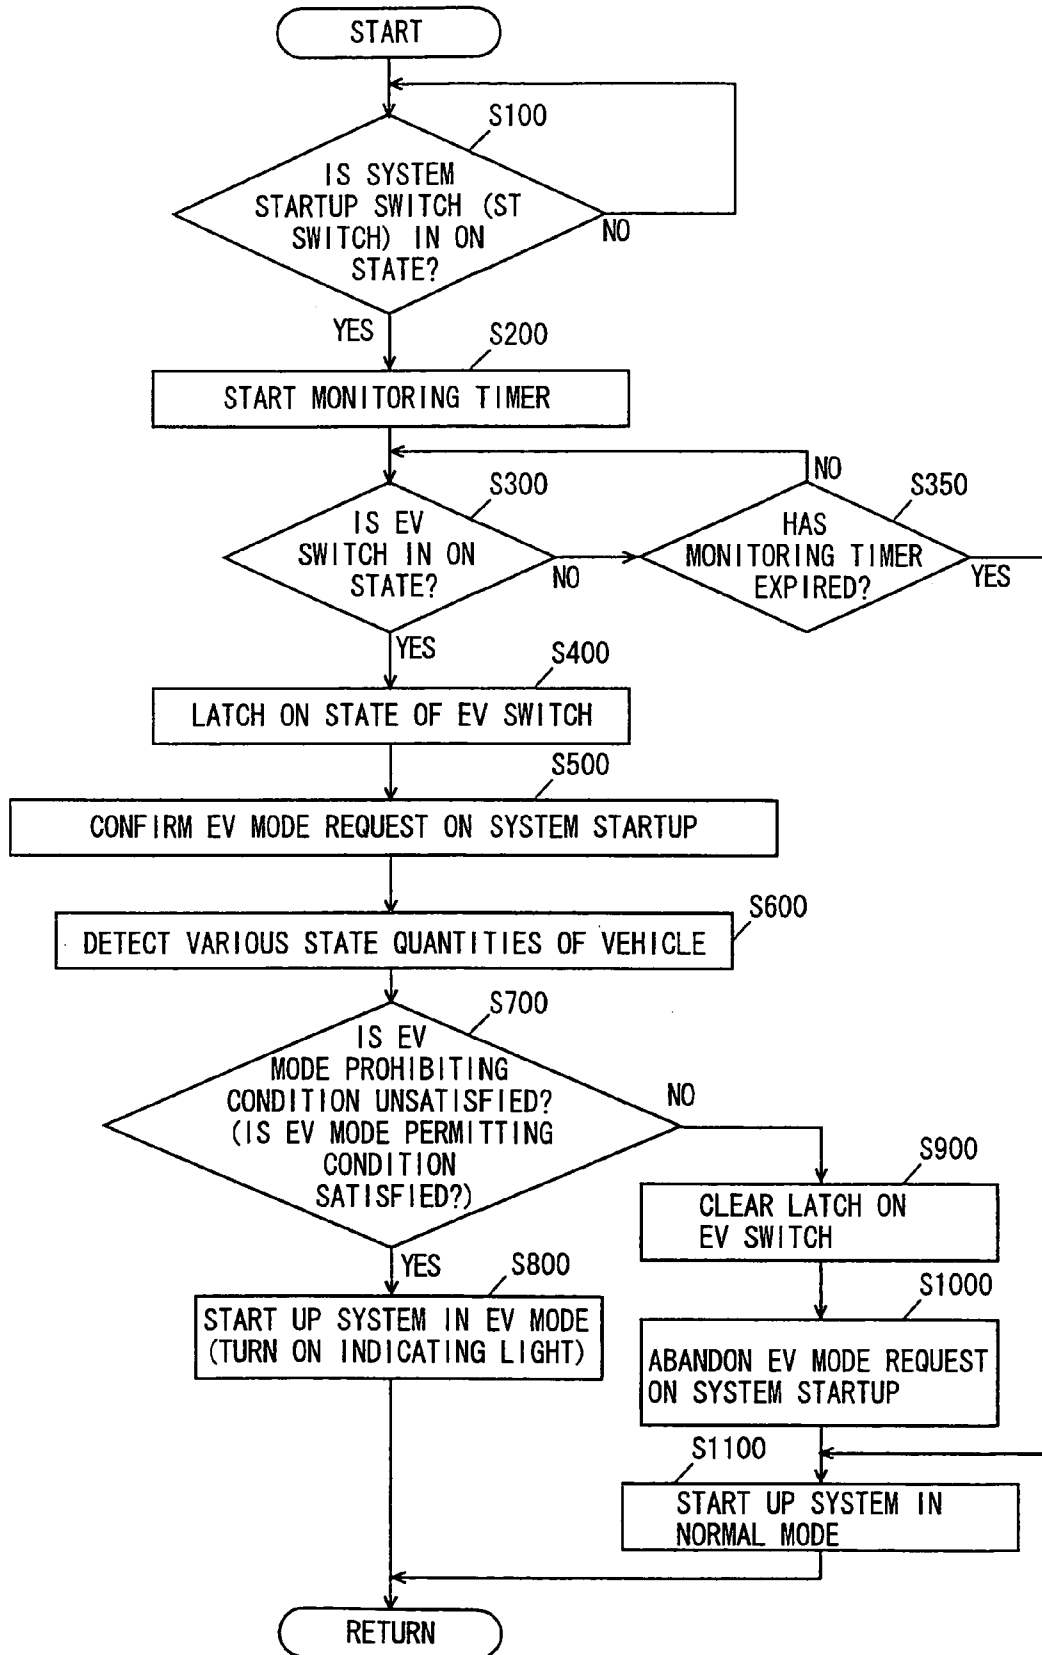 START
S100
IS SYSTEM
STARTUP SWITCH (ST
SWITCH) IN ON
STATE?
NO
YES
S200
START MONITORING TIMER
S300
IS EV
SWITCH IN ON
STATE?
NO
YES
NO
S350
HAS
MONITORING TIMER
EXPIRED?
YES
S400
LATCH ON STATE OF EV SWITCH
S500
CONFIRM EV MODE REQUEST ON SYSTEM STARTUP
S600
DETECT VARIOUS STATE QUANTITIES OF VEHICLE
S700
IS EV
MODE PROHIBITING
CONDITION UNSATISFIED?
(IS EV MODE PERMITTING
CONDITION
SATISFIED?)
NO
YES
S800
START UP SYSTEM IN EV MODE
(TURN ON INDICATING LIGHT)
S900
CLEAR LATCH ON
EV SWITCH
S1000
ABANDON EV MODE REQUEST
ON SYSTEM STARTUP
S1100
START UP SYSTEM IN
NORMAL MODE
RETURN